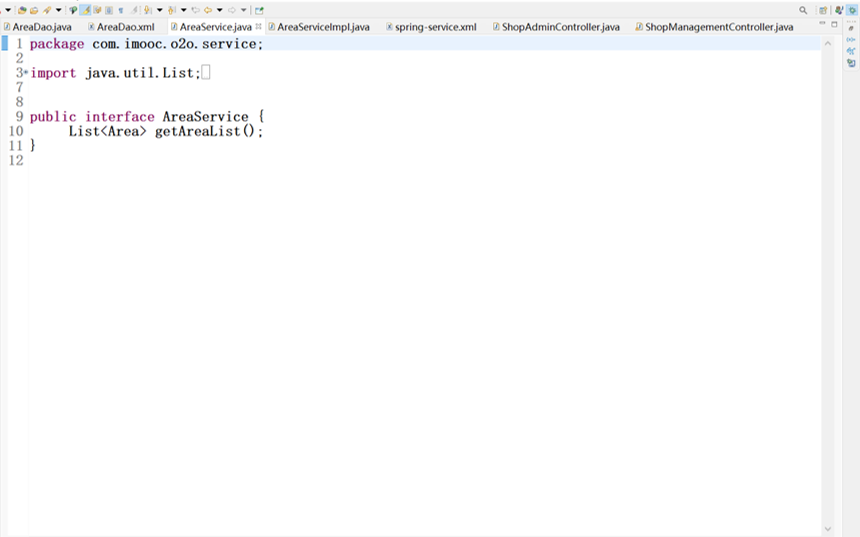 AreaDao.java AreaDao.xml AreaService.java AreaServiceImpl.java spring-service.xml ShopAdminController.java ShopManagementController.java
1 package com.imooc.o2o.service;
2
3 import java.util.List;
7
8
9 public interface AreaService {
10 List<Area> getAreaList();
11 }
12